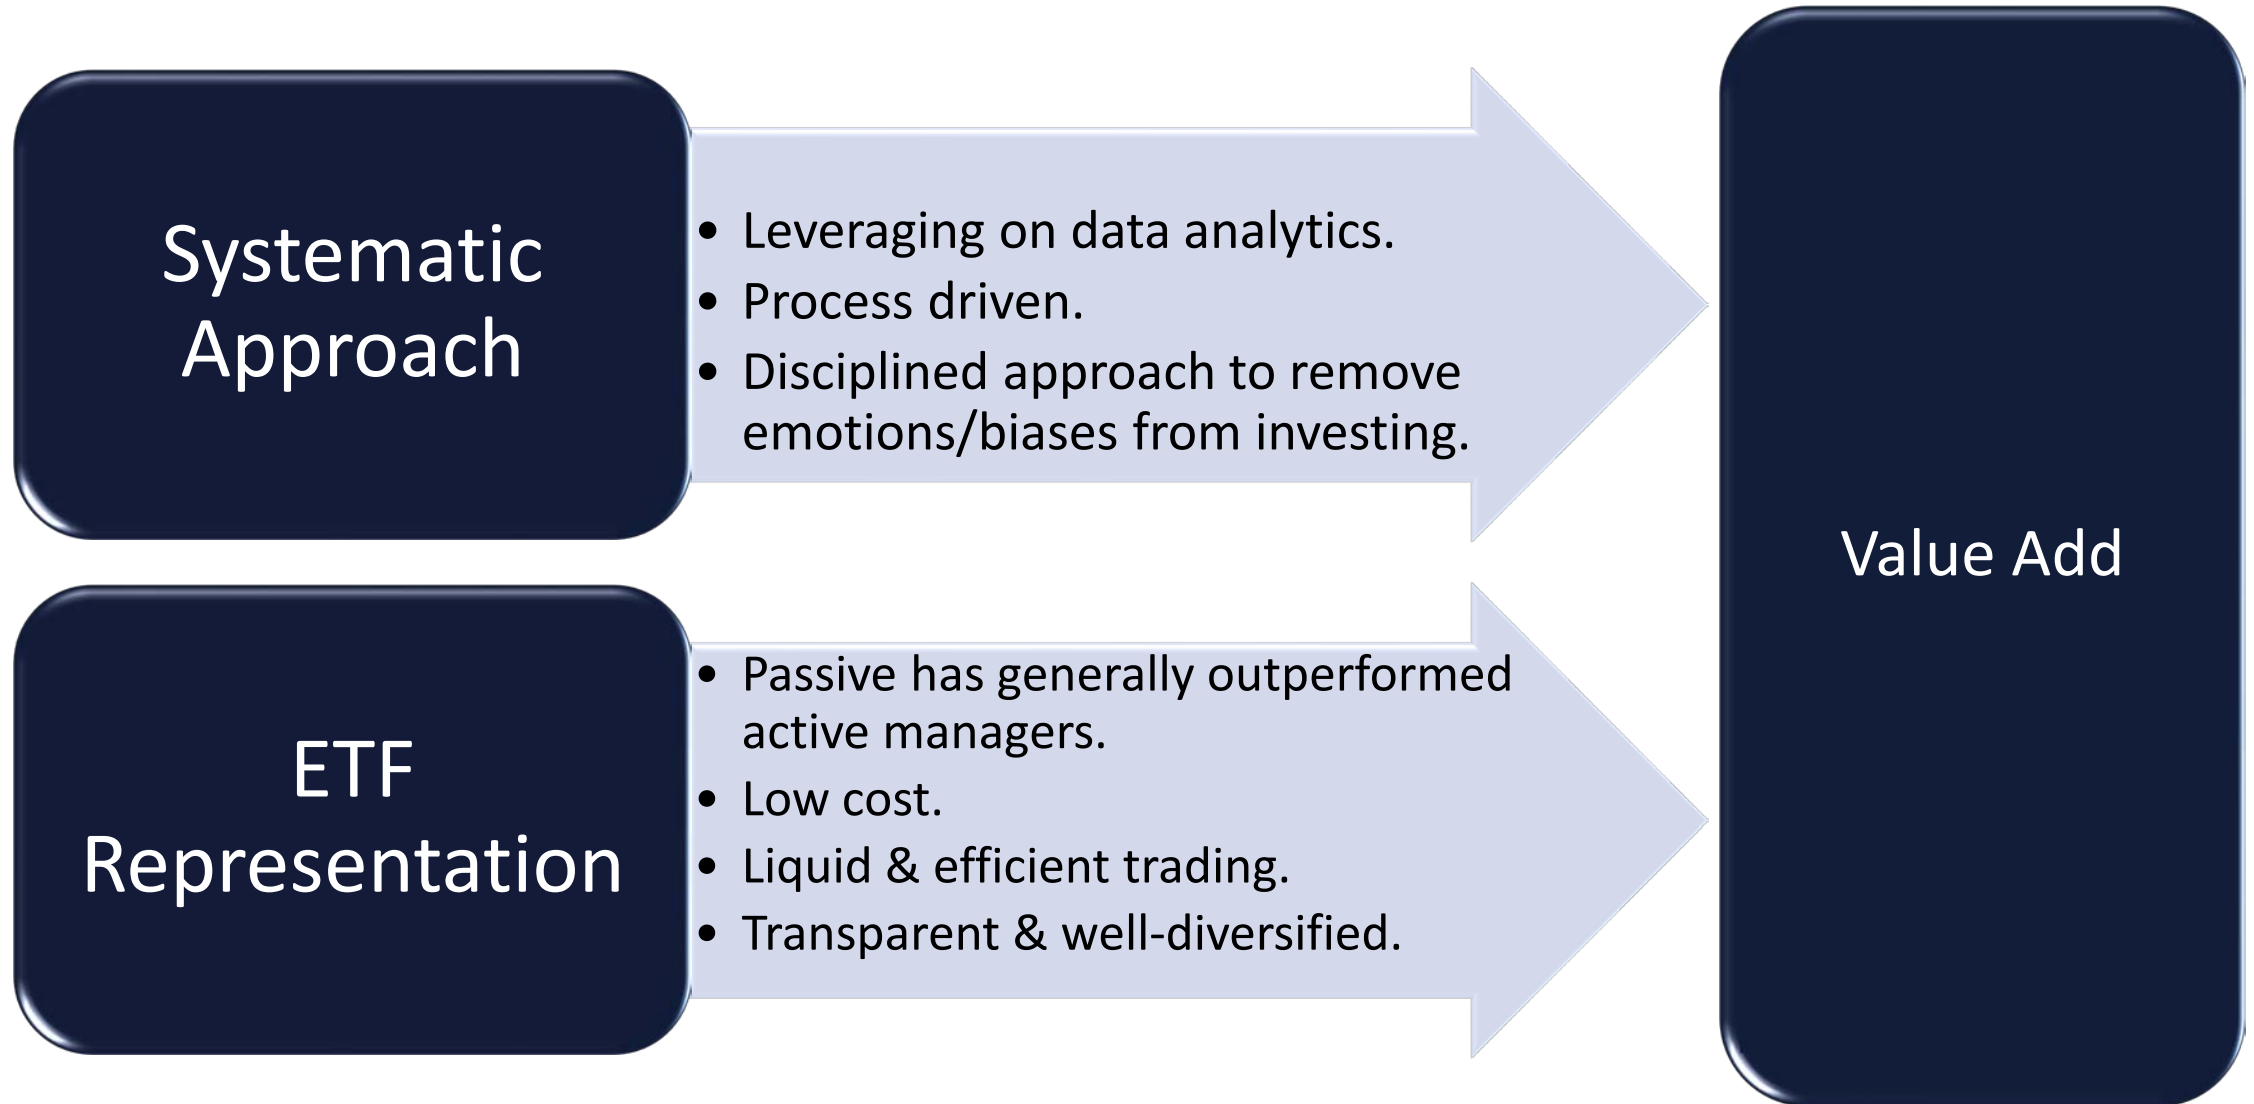 Systematic
Approach
• Leveraging on data analytics.
• Process driven.
• Disciplined approach to remove
emotions/biases from investing.
ETF
Representation
• Passive has generally outperformed
active managers.
• Low cost.
• Liquid & efficient trading.
• Transparent & well-diversified.
Value Add